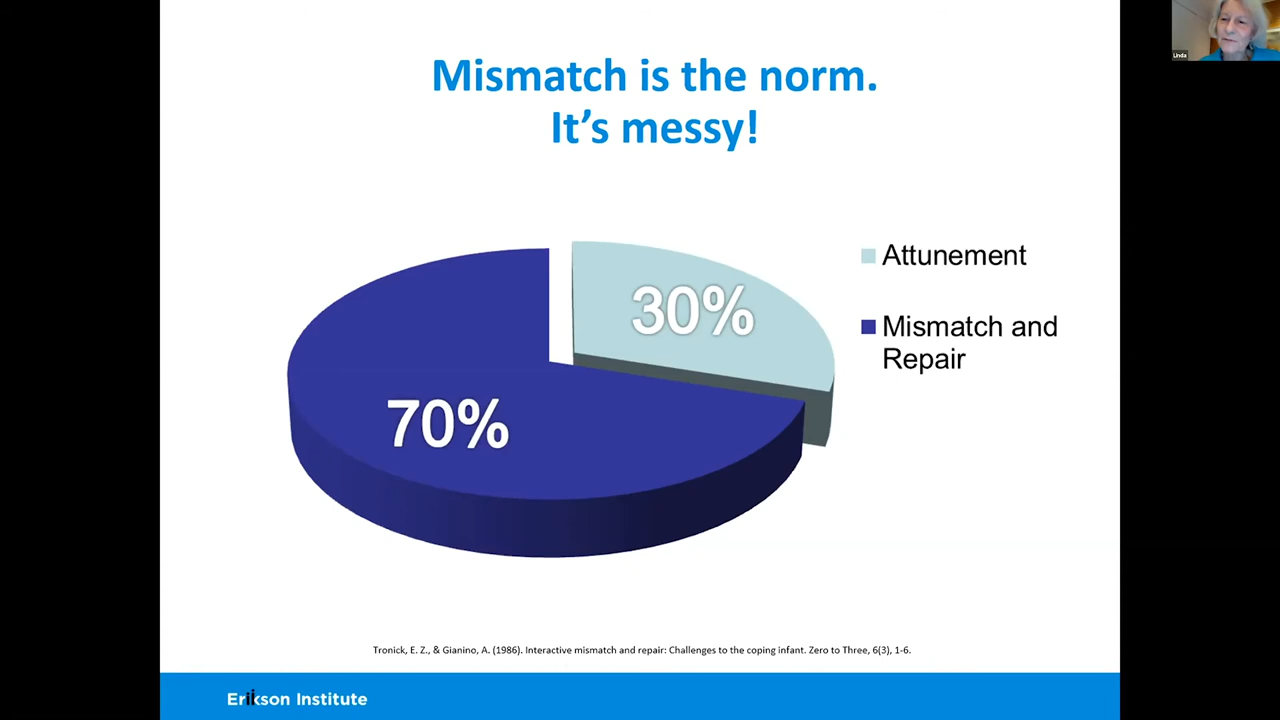 Linda
Mismatch is the norm.
It's messy!
30%
70%
Attunement
Mismatch and
Repair
Tronick, E. Z., & Gianino, A. (1986). Interactive mismatch and repair: Challenges to the coping infant. Zero to Three, 6(3), 1-6.
Erikson Institute